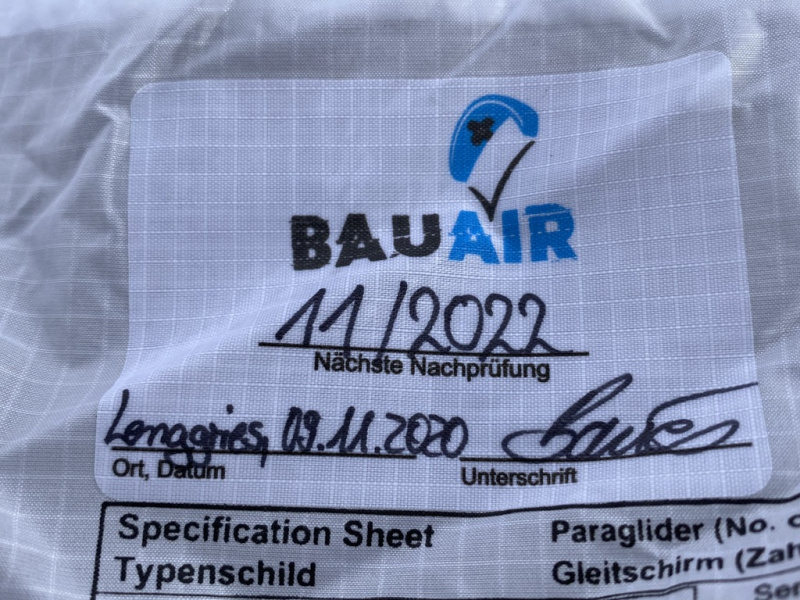 BAUAIR
11/2022
Nächste Nachprüfung
Lenggries, 09.11.2020
Ort, Datum
Unterschrift
Specification Sheet
Paraglider (No.
Typenschild
Gleitschirm (Zah
Ser